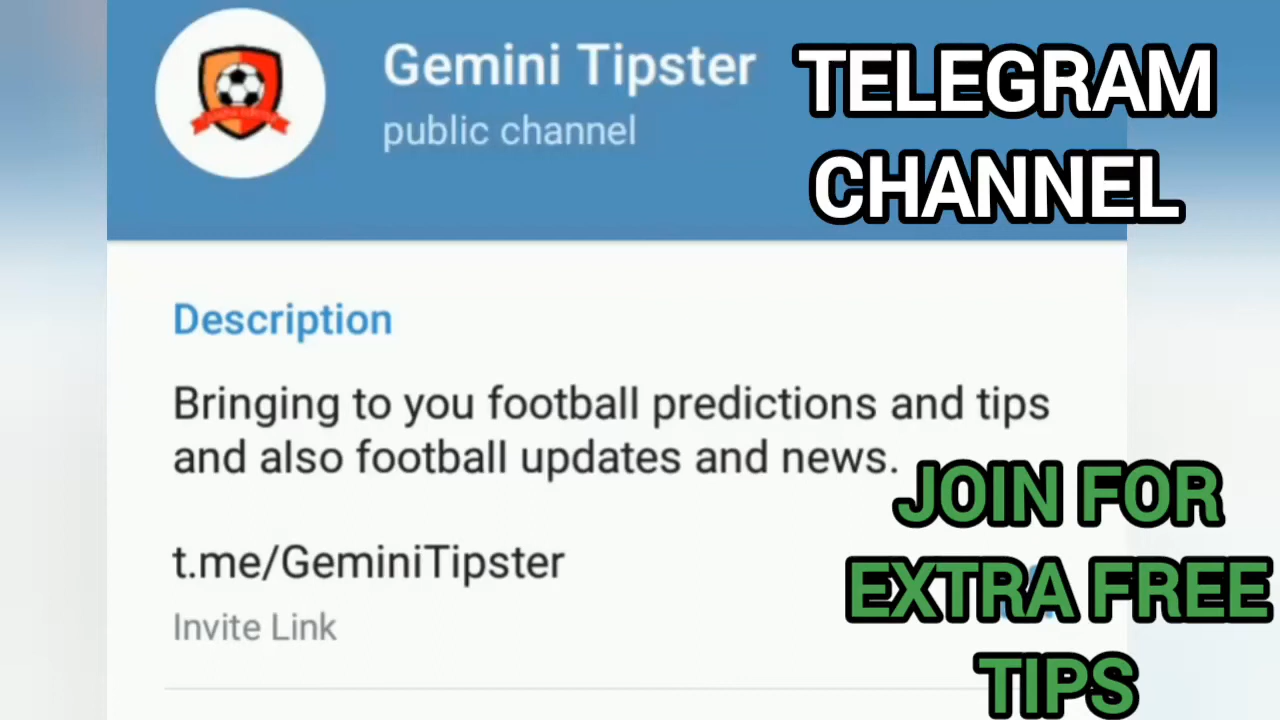 Gemini Tipster
public channel
TELEGRAM
CHANNEL
Description
Bringing to you football predictions and tips
and also football updates and news.
t.me/GeminiTipster
Invite Link
JOIN FOR
EXTRA FREE
TIPS